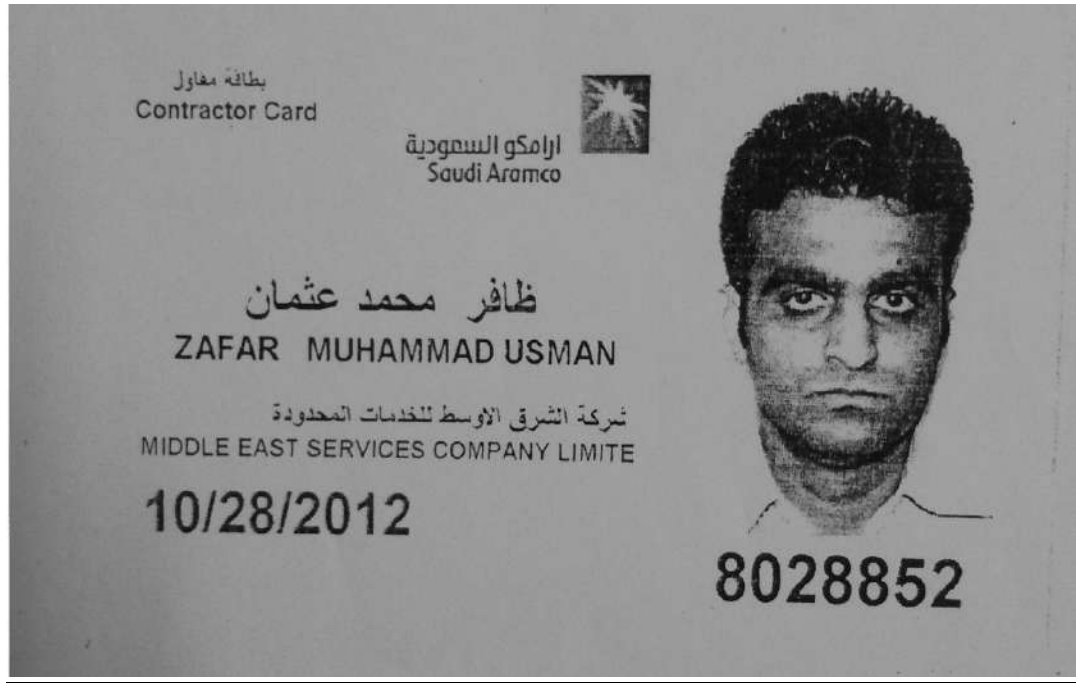 بطاقة مقاول
Contractor Card
ارامكو السعودية
Saudi Aramco
ظافر محمد عثمان
ZAFAR MUHAMMAD USMAN
شركة الشرق الاوسط للخدمات المحدودة
MIDDLE EAST SERVICES COMPANY LIMITE
10/28/2012
8028852